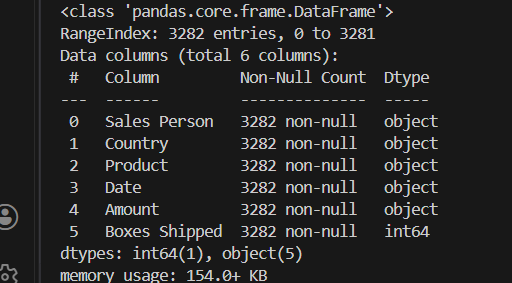 <class 'pandas.core.frame.DataFrame'>
RangeIndex: 3282 entries, 0 to 3281
Data columns (total 6 columns):
 #   Column         Non-Null Count  Dtype
---  ------         --------------  -----
 0   Sales Person   3282 non-null   object
 1   Country        3282 non-null   object
 2   Product        3282 non-null   object
 3   Date           3282 non-null   object
 4   Amount         3282 non-null   object
 5   Boxes Shipped  3282 non-null   int64
dtypes: int64(1), object(5)
memory usage: 154.0+ KB